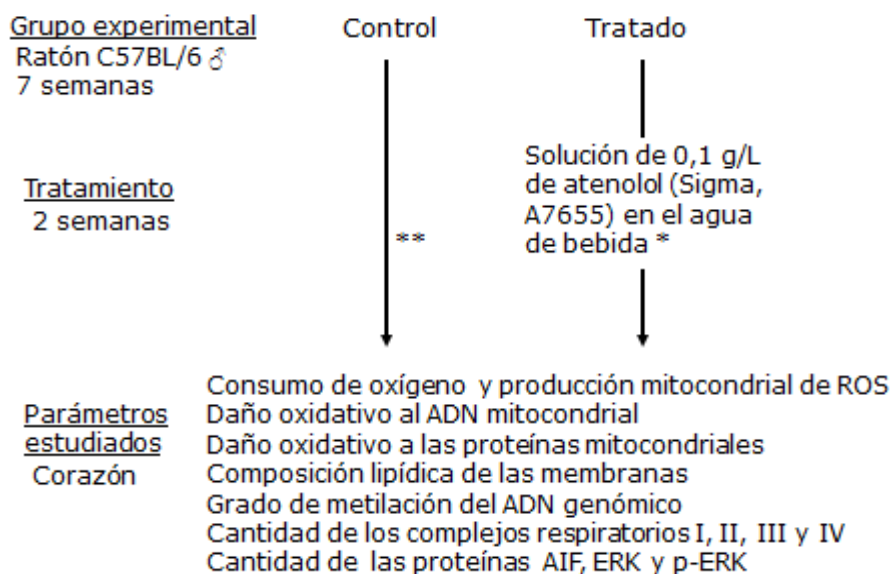 Grupo experimental Control Tratado
Ratón C57BL/6 ♂
7 semanas
Solución de 0,1 g/L
de atenolol (Sigma,
A7655) en el agua
de bebida *
Tratamiento
2 semanas
**
Parámetros
estudiados
Corazón
Consumo de oxígeno y producción mitocondrial de ROS
Daño oxidativo al ADN mitocondrial
Daño oxidativo a las proteínas mitocondriales
Composición lipídica de las membranas
Grado de metilación del ADN genómico
Cantidad de los complejos respiratorios I, II, III y IV
Cantidad de las proteínas AIF, ERK y p-ERK